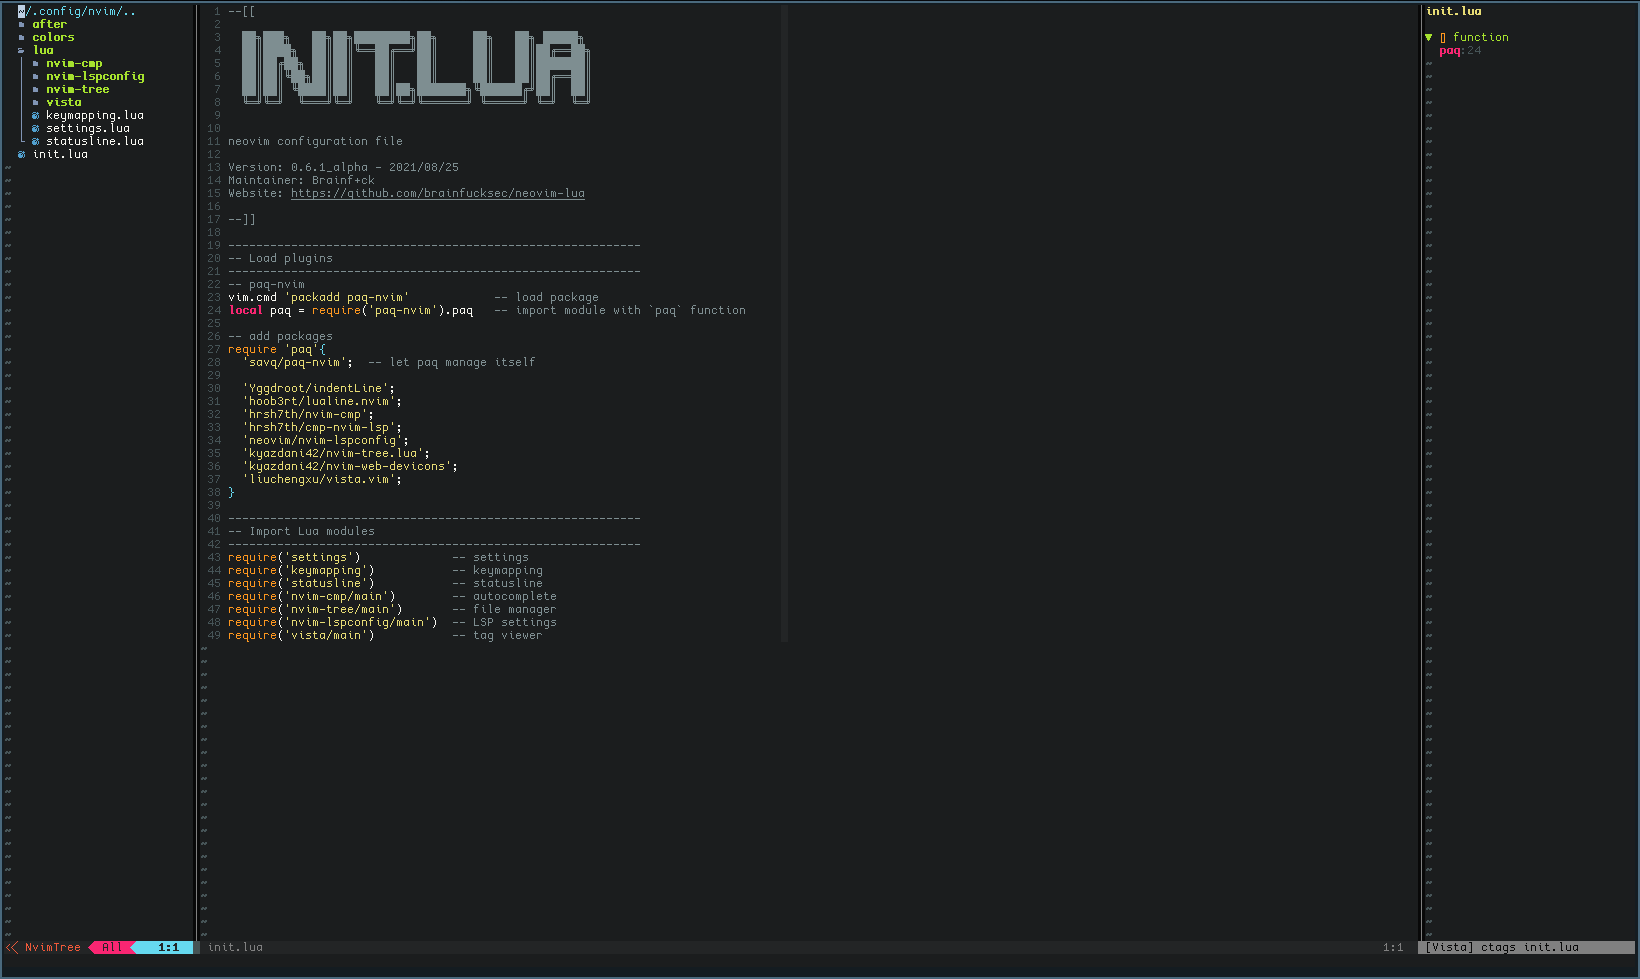 ~/.config/nvim/..
after
colors
lua
nvim-cmp
nvim-lspconfig
nvim-tree
vista
keymapping.lua
settings.lua
statusline.lua
init.lua
NvimTree All 1:1
1 --[[
2
3
4
5
6
7
8
INIT.LUA
9
10
11 neovim configuration file
12
13 Version: 0.6.1_alpha - 2021/08/25
14 Maintainer: Brainf+ck
15 Website: https://github.com/brainfucksec/neovim-lua
16
17 --]]
18
19 -----------------------------------------------------------
20 -- Load plugins
21 -----------------------------------------------------------
22 -- paq-nvim
23 vim.cmd 'packadd paq-nvim' -- load package
24 local paq = require('paq-nvim').paq -- import module with `paq` function
25
26 -- add packages
27 require 'paq'{
28 'savq/paq-nvim'; -- let paq manage itself
29
30 'Yggdroot/indentLine';
31 'hoob3rt/lualine.nvim';
32 'hrsh7th/nvim-cmp';
33 'hrsh7th/cmp-nvim-lsp';
34 'neovim/nvim-lspconfig';
35 'kyazdani42/nvim-tree.lua';
36 'kyazdani42/nvim-web-devicons';
37 'liuchengxu/vista.vim';
38 }
39
40 -----------------------------------------------------------
41 -- Import Lua modules
42 -----------------------------------------------------------
43 require('settings') -- settings
44 require('keymapping') -- keymapping
45 require('statusline') -- statusline
46 require('nvim-cmp/main') -- autocomplete
47 require('nvim-tree/main') -- file manager
48 require('nvim-lspconfig/main') -- LSP settings
49 require('vista/main') -- tag viewer
init.lua 1:1
init.lua
▼ function
paq:24
[Vista] ctags init.lua